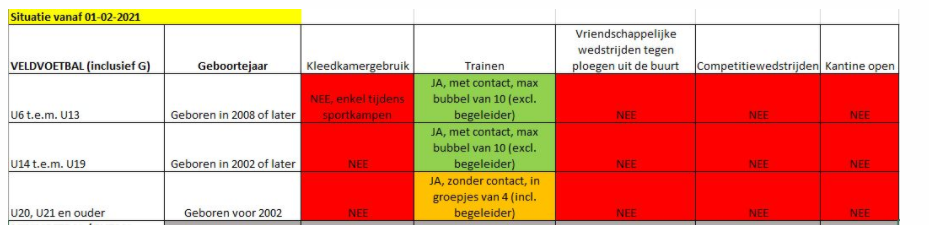 Situatie vanaf 01-02-2021
VELDVOETBAL (inclusief G)
Geboortejaar
Kleedkamergebruik
Trainen
Vriendschappelijke
wedstrijden tegen
ploegen uit de buurt
Competitiewedstrijden
Kantine open
U6 t.e.m. U13
Geboren in 2008 of later
NEE, enkel tijdens
sportkampen
JA, met contact, max
bubbel van 10 (excl.
begeleider)
NEE
NEE
NEE
U14 t.e.m. U19
Geboren in 2002 of later
NEE
JA, met contact, max
bubbel van 10 (excl.
begeleider)
NEE
NEE
NEE
U20, U21 en ouder
Geboren voor 2002
NEE
JA, zonder contact, in
groepjes van 4 (incl.
begeleider)
NEE
NEE
NEE